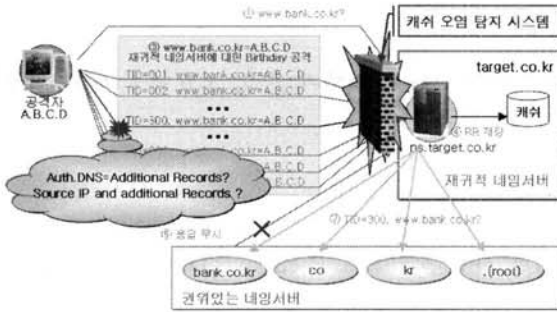 ① www.bank.co.kr?
캐쉬 오염 탐지 시스템
③ www.bank.co.kr=A.B.C.D
재귀적 네임서버에 대한 Birthday 공격
TID=001, www.bank.co.kr=A.B.C.D
TID=002, www.bank.co.kr=A.B.C.D
•••
TID=300, www.bank.co.kr=A.B.C.D
•••
공격자
A.B.C.D
target.co.kr
캐쉬
④ RR 저장
ns.target.co.kr
재귀적 네임서버
Auth.DNS=Additional Records?
Source IP and additional Records ?
응답 무시
② TID=300, www.bank.co.kr?
bank.co.kr
co
kr
.(root)
권위있는 네임서버